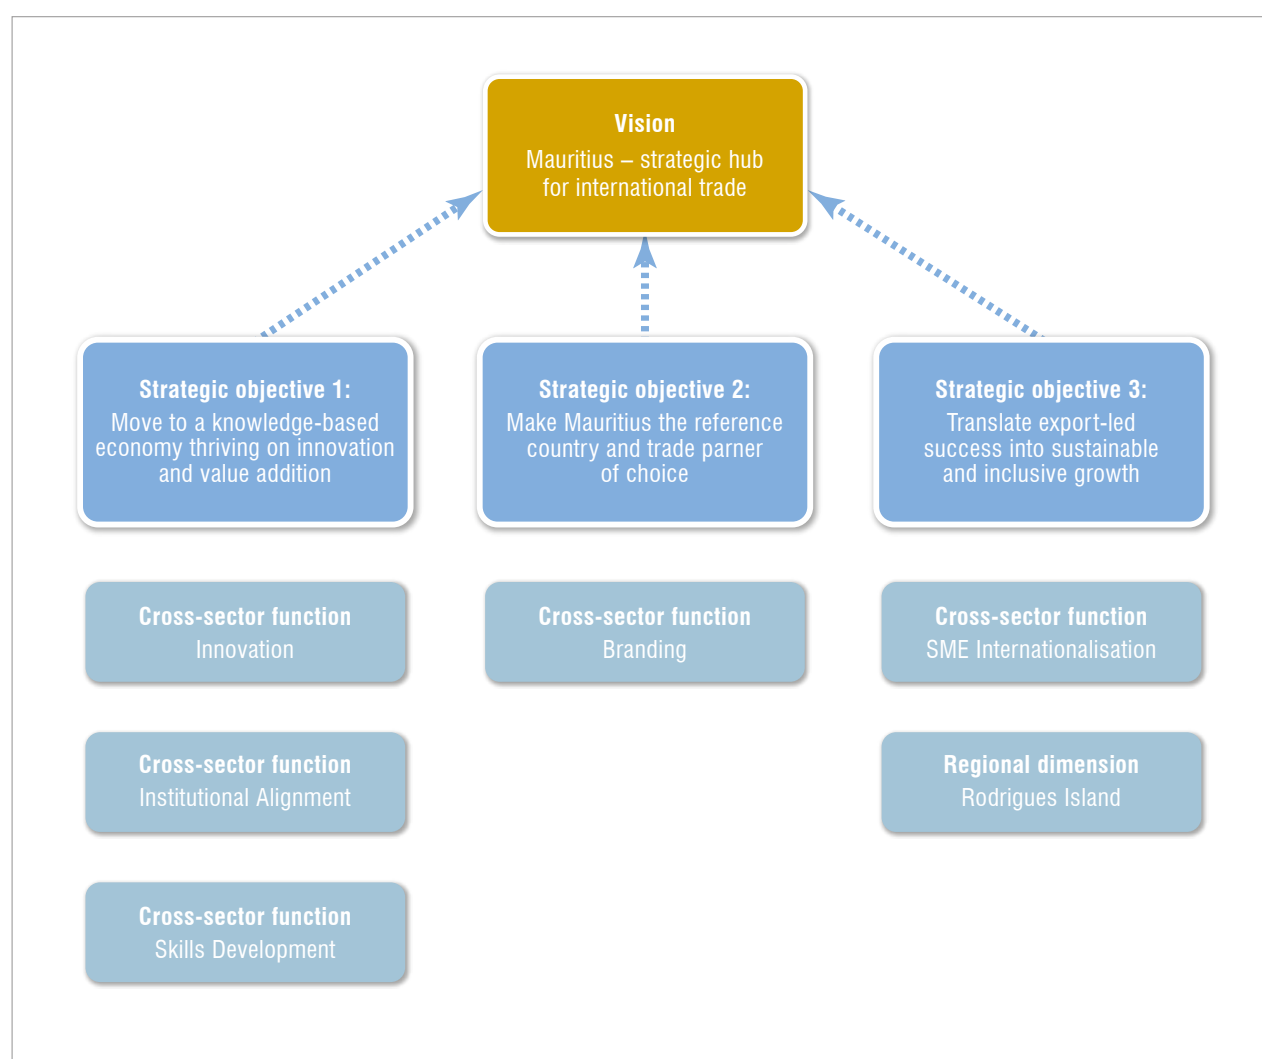 Vision
Mauritius – strategic hub
for international trade
Strategic objective 1:
Move to a knowledge-based
economy thriving on innovation
and value addition
Strategic objective 2:
Make Mauritius the reference
country and trade parner
of choice
Strategic objective 3:
Translate export-led
success into sustainable
and inclusive growth
Cross-sector function
Innovation
Cross-sector function
Branding
Cross-sector function
SME Internationalisation
Cross-sector function
Institutional Alignment
Regional dimension
Rodrigues Island
Cross-sector function
Skills Development